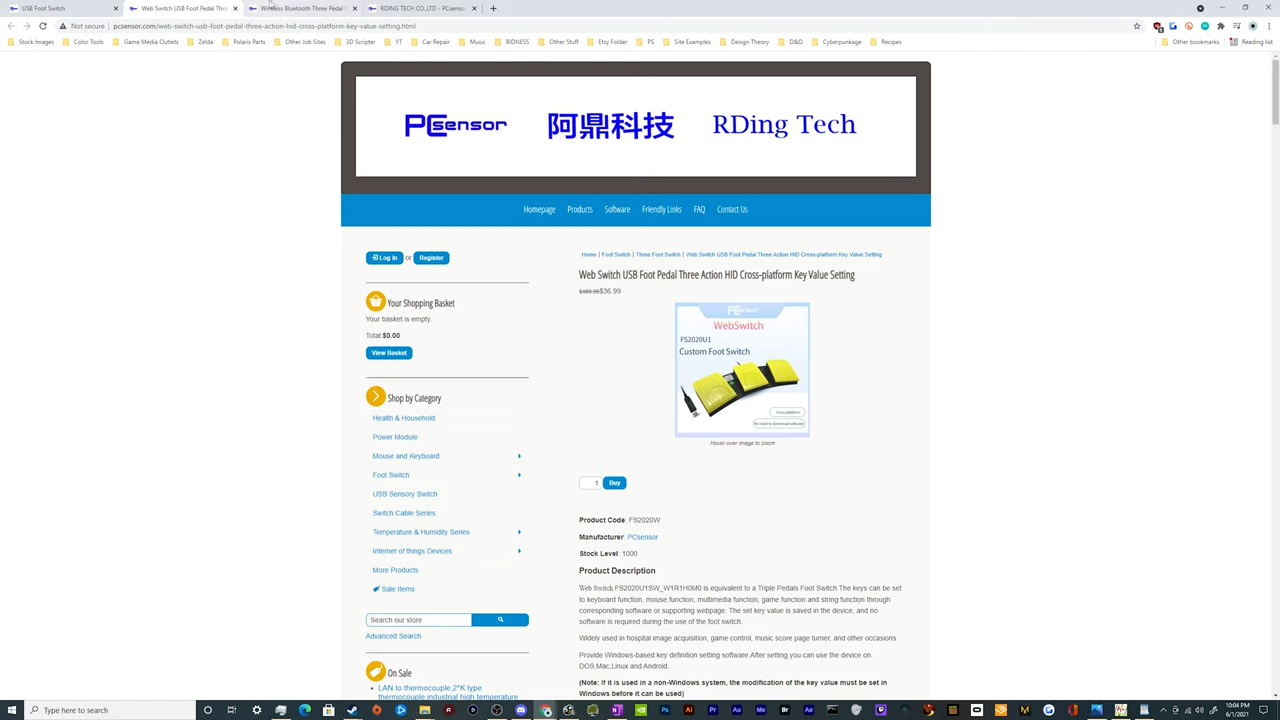 USB Foot Switch
Web Switch USB Foot Pedal Thre
Wireless Bluetooth Three Pedal
RDING TECH CO.,LTD - PCsenso
Not secure
pcsensor.com/web-switch-usb-foot-pedal-three-action-hid-cross-platform-key-value-setting.html
Stock Images
Color Tools
Game Media Outlets
Zelda
Polaris Parts
Other Job Sites
3D Scripter
YT
Car Repair
Music
BIDNESS
Other Stuff
Etsy Folder
PS
Site Examples
Design Theory
D&D
Cyberpunkage
Recipes
Other bookmarks
Reading list
PCsensor 阿鼎科技 RDing Tech
Homepage Products Software Friendly Links FAQ Contact Us
Log In or Register
Home | Foot Switch | Three Foot Switch | Web Switch USB Foot Pedal Three Action HID Cross-platform Key Value Setting
Web Switch USB Foot Pedal Three Action HID Cross-platform Key Value Setting
$36.99
Your Shopping Basket
Your basket is empty.
Total:$0.00
View Basket
PCsensor
WebSwitch
FS2020U1
Custom Foot Switch
Cross-platform
No need to download software
Hover over image to zoom
Shop by Category
Health & Household
Power Module
Mouse and Keyboard
Foot Switch
USB Sensory Switch
Switch Cable Series
Temperature & Humidity Series
Internet of things Devices
More Products
Sale Items
1 Buy
Product Code: FS2020W
Manufacturer: PCsensor
Stock Level: 1000
Product Description
Web Switch FS2020U1SW_W1R1H0M0 is equivalent to a Triple Pedals Foot Switch.The keys can be set
to keyboard function, mouse function, multimedia function, game function and string function through
corresponding software or supporting webpage. The set key value is saved in the device, and no
software is required during the use of the foot switch.
Widely used in hospital image acquisition, game control, music score page turner, and other occasions
Provide Windows-based key definition setting software.After setting,you can use the device on
DOS,Mac,Linux and Android.
(Note: If it is used in a non-Windows system, the modification of the key value must be set in
Windows before it can be used)
Search our store
Advanced Search
On Sale
LAN to thermocouple,2*K type
thermocouple,industrial high temperature
Type here to search
10:04 PM
6/1/2021